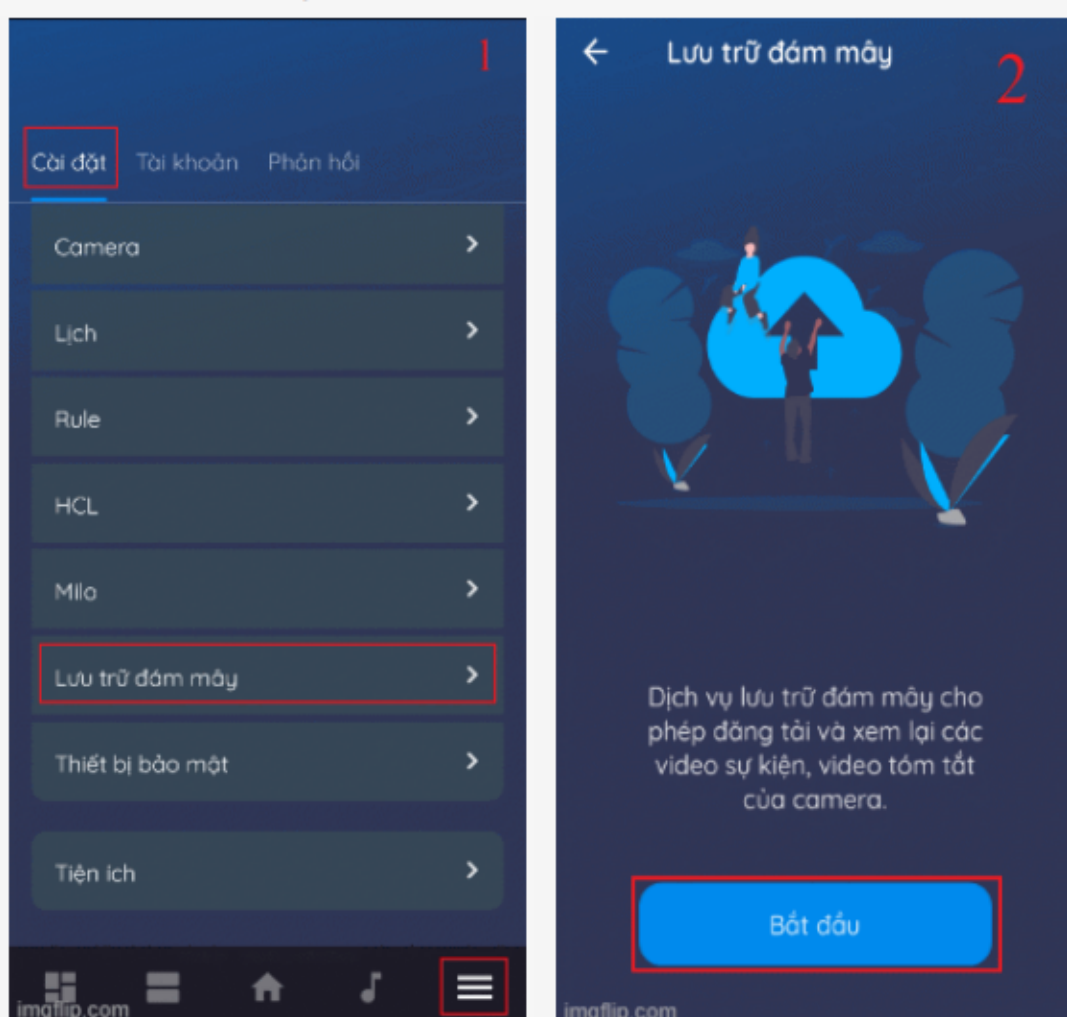 1
Cài đặt Tài khoản Phản hồi
Camera
Lịch
Rule
HCL
Milo
Lưu trữ đám mây
Thiết bị bảo mật
Tiện ích
imgflip.com
Lưu trữ đám mây
2
Dịch vụ lưu trữ đám mây cho
phép đăng tải và xem lại các
video sự kiện, video tóm tắt
của camera.
Bắt đầu
imgflip.com